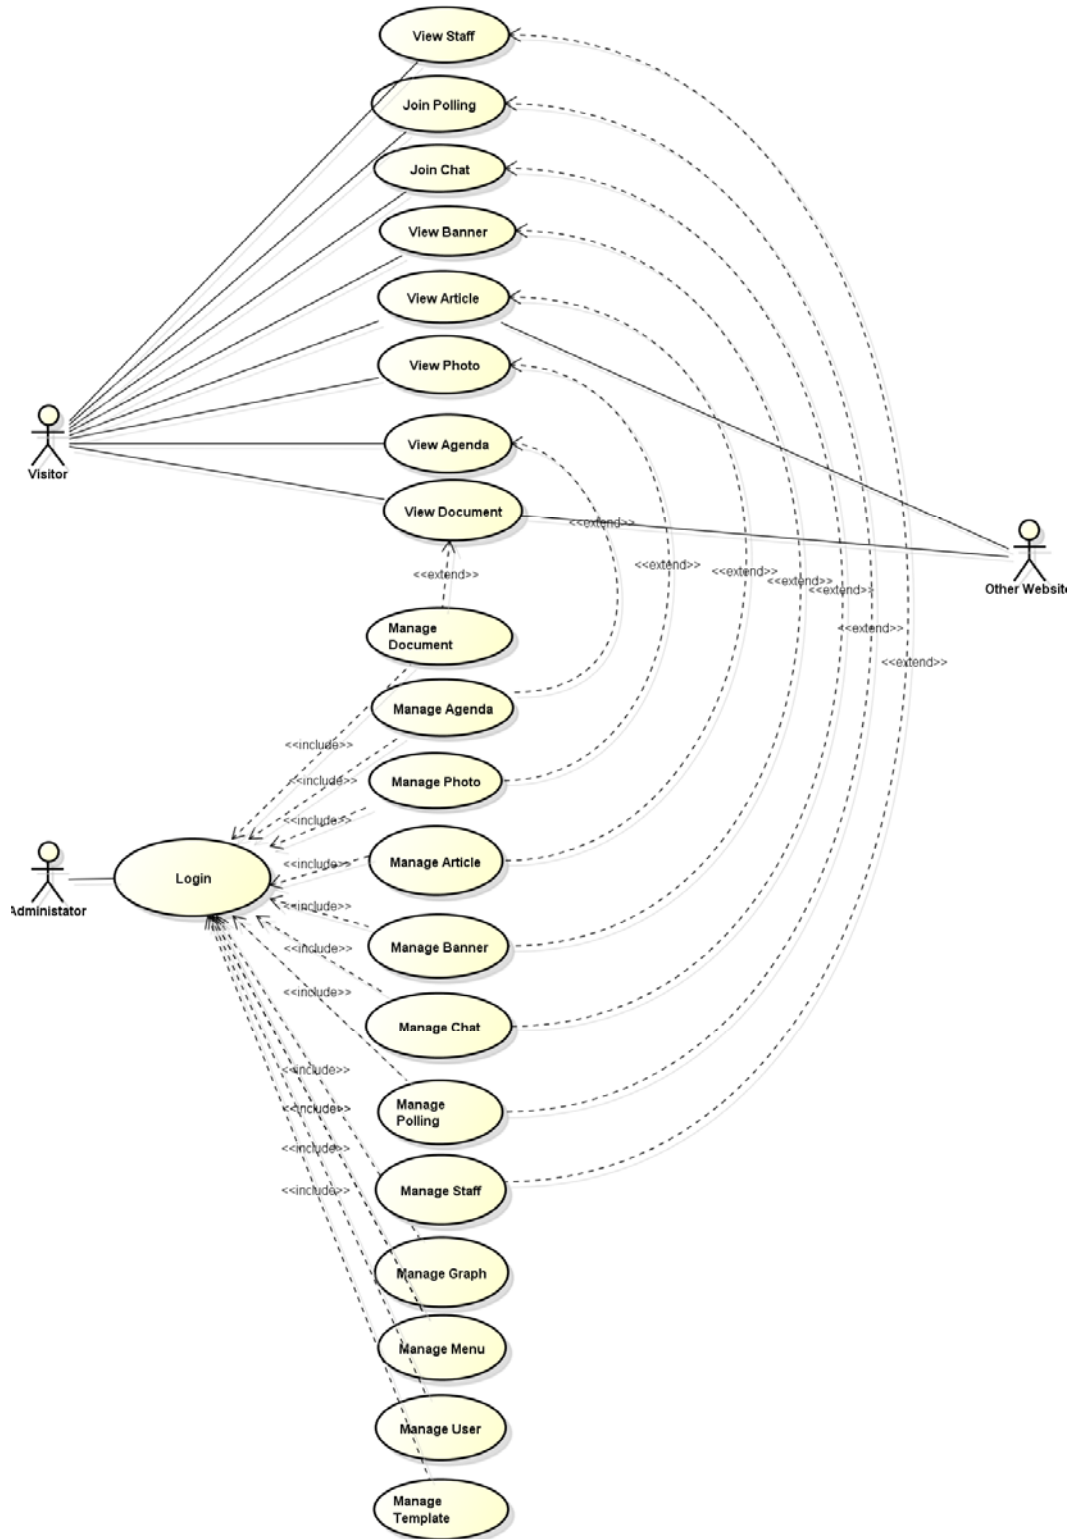 View Staff
Join Polling
Join Chat
View Banner
View Article
View Photo
Visitor
View Agenda
View Document
<<extend>>
<<extend>>
<<extend>>
<<extend>>
<<extend>>
<<extend>>
<<extend>>
<<extend>>
Other Website
Manage
Document
Manage Agenda
<<include>>
<<include>>
Manage Photo
<<include>>
Manage Article
<<include>>
Login
Administator
<<include>>
Manage Banner
<<include>>
<<include>>
Manage Chat
<<include>>
Manage
Polling
<<include>>
<<include>>
<<include>>
Manage Staff
Manage Graph
Manage Menu
Manage User
Manage
Template